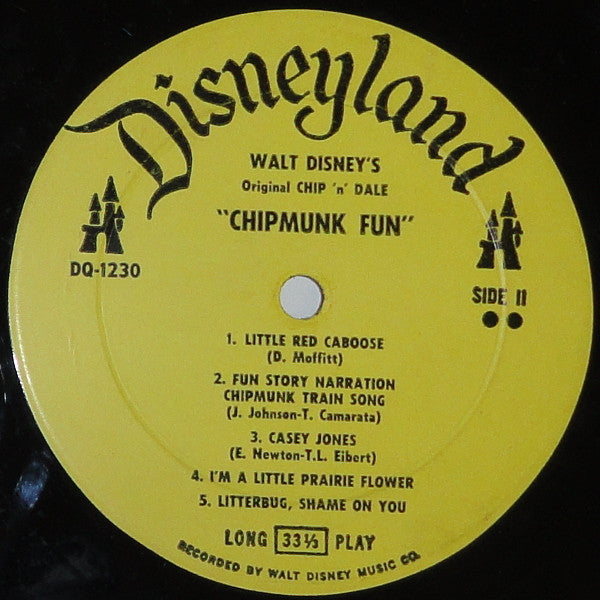 Disneyland
WALT DISNEY'S
Original CHIP 'n' DALE
"CHIPMUNK FUN"
DQ-1230
SIDE II
1. LITTLE RED CABOOSE
(D. Moffitt)
2. FUN STORY NARRATION
CHIPMUNK TRAIN SONG
(J. Johnson-T. Camarata)
3. CASEY JONES
(E. Newton-T.L. Eibert)
4. I'M A LITTLE PRAIRIE FLOWER
5. LITTERBUG, SHAME ON YOU
LONG 33⅓ PLAY
RECORDED BY WALT DISNEY MUSIC CO.